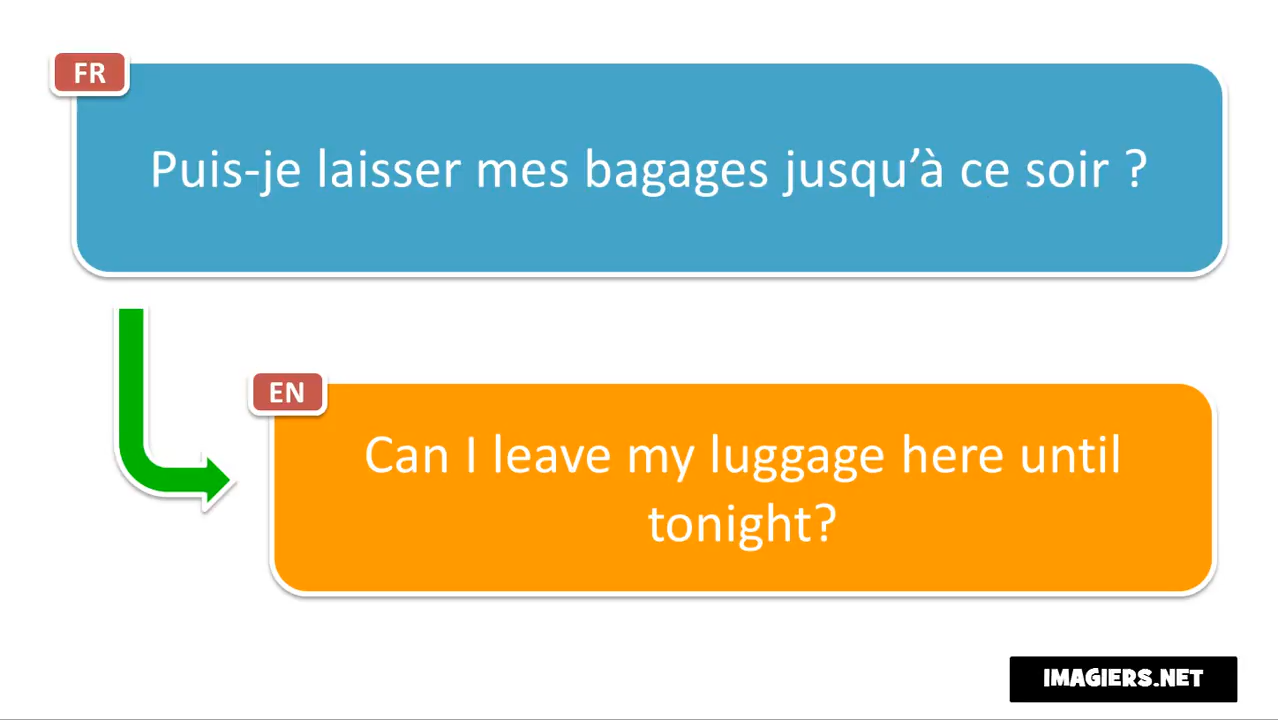 FR
Puis-je laisser mes bagages jusqu’à ce soir ?
EN
Can I leave my luggage here until
tonight?
IMAGIERS.NET